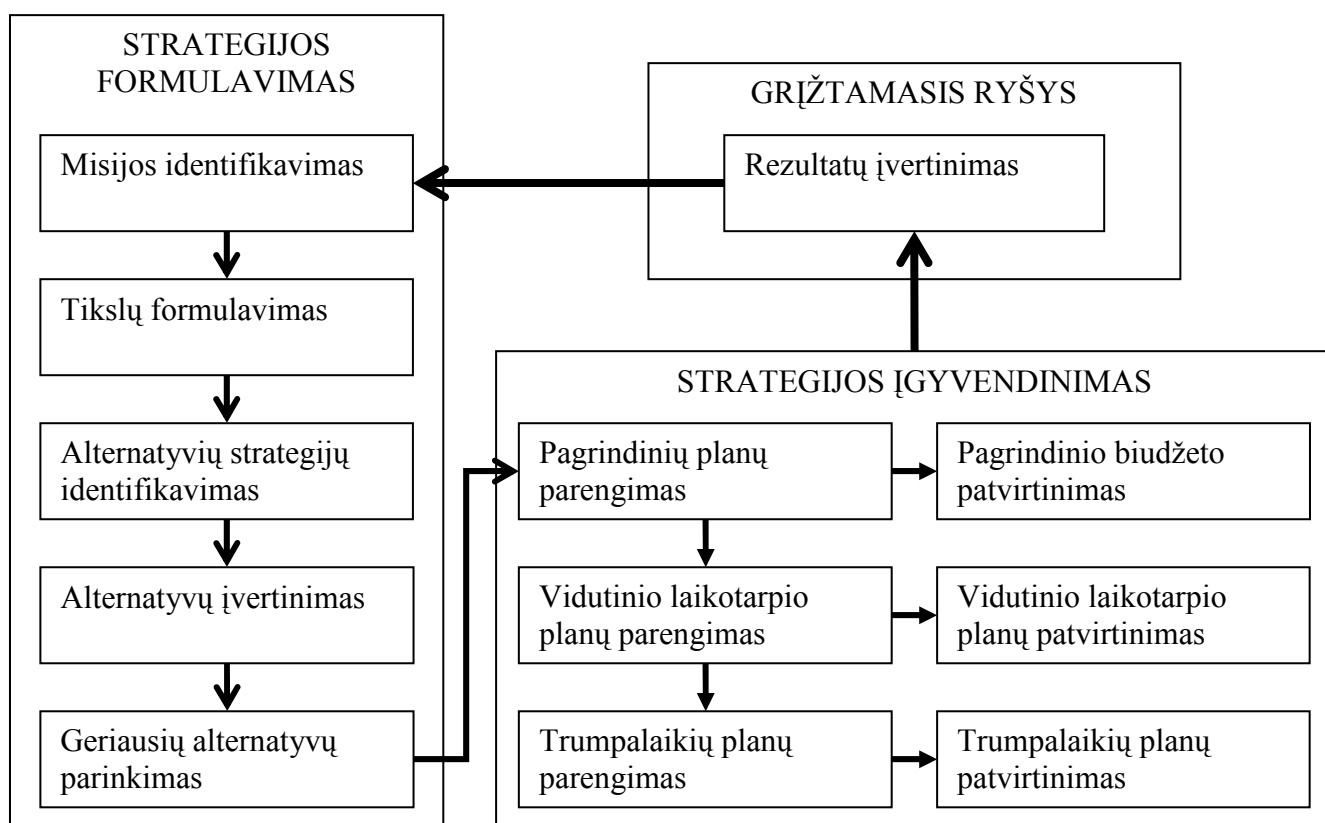 STRATEGIJOS
FORMULAVIMAS
Misijos identifikavimas
Tikslų formulavimas
Alternatyvių strategijų
identifikavimas
Alternatyvų įvertinimas
Geriausių alternatyvų
parinkimas
GRĮŽTAMASIS RYŠYS
Rezultatų įvertinimas
STRATEGIJOS ĮGYVENDINIMAS
Pagrindinių planų
parengimas
Pagrindinio biudžeto
patvirtinimas
Vidutinio laikotarpio
planų parengimas
Vidutinio laikotarpio
planų patvirtinimas
Trumpalaikių planų
parengimas
Trumpalaikių planų
patvirtinimas